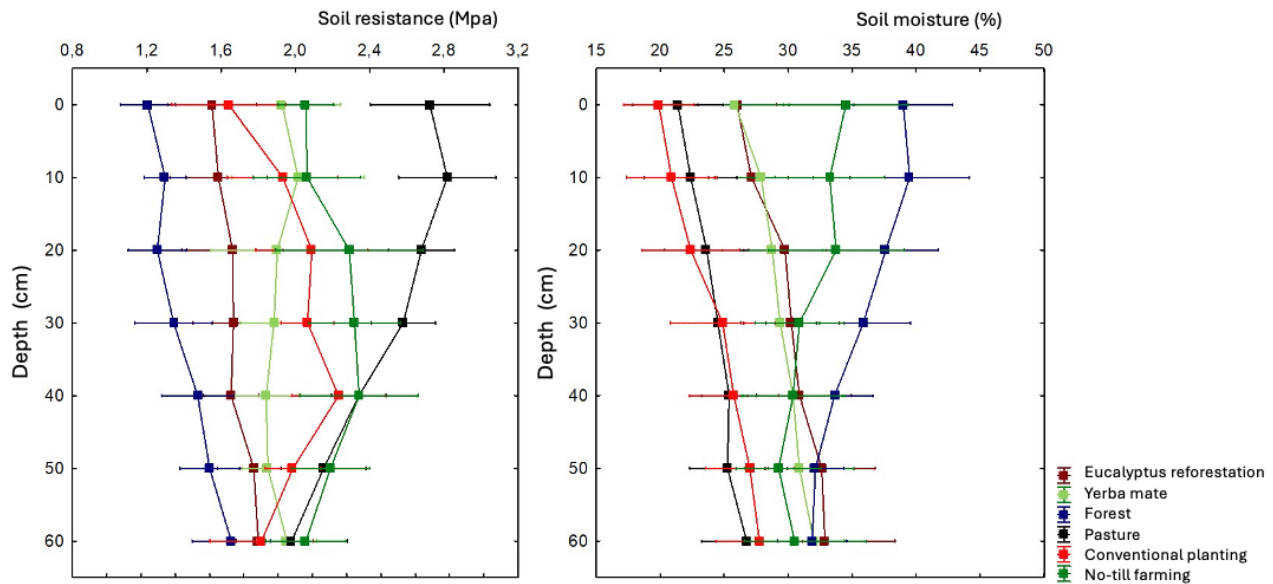 Soil resistance (Mpa)
0,8 1,2 1,6 2,0 2,4 2,8 3,2
Depth (cm)
0
10
20
30
40
50
60
Soil moisture (%)
15 20 25 30 35 40 45 50
Depth (cm)
0
10
20
30
40
50
60
Eucalyptus reforestation
Yerba mate
Forest
Pasture
Conventional planting
No-till farming